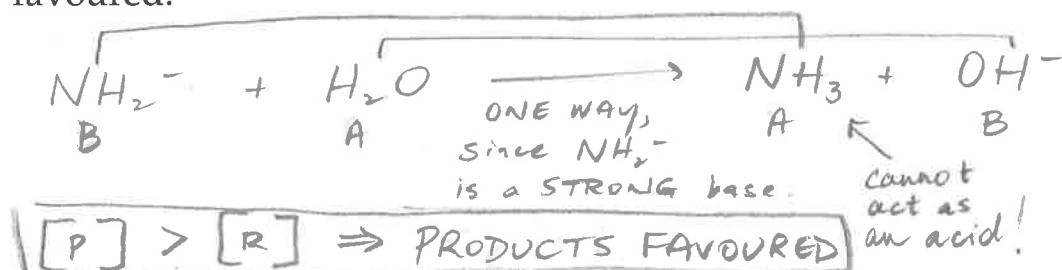 favoured.
NH₂⁻ + H₂O → NH₃ + OH⁻
B A A B
ONE WAY,
since NH₂⁻
is a STRONG base.
cannot
act as
an acid!
[P] > [R] ⇒ PRODUCTS FAVOURED